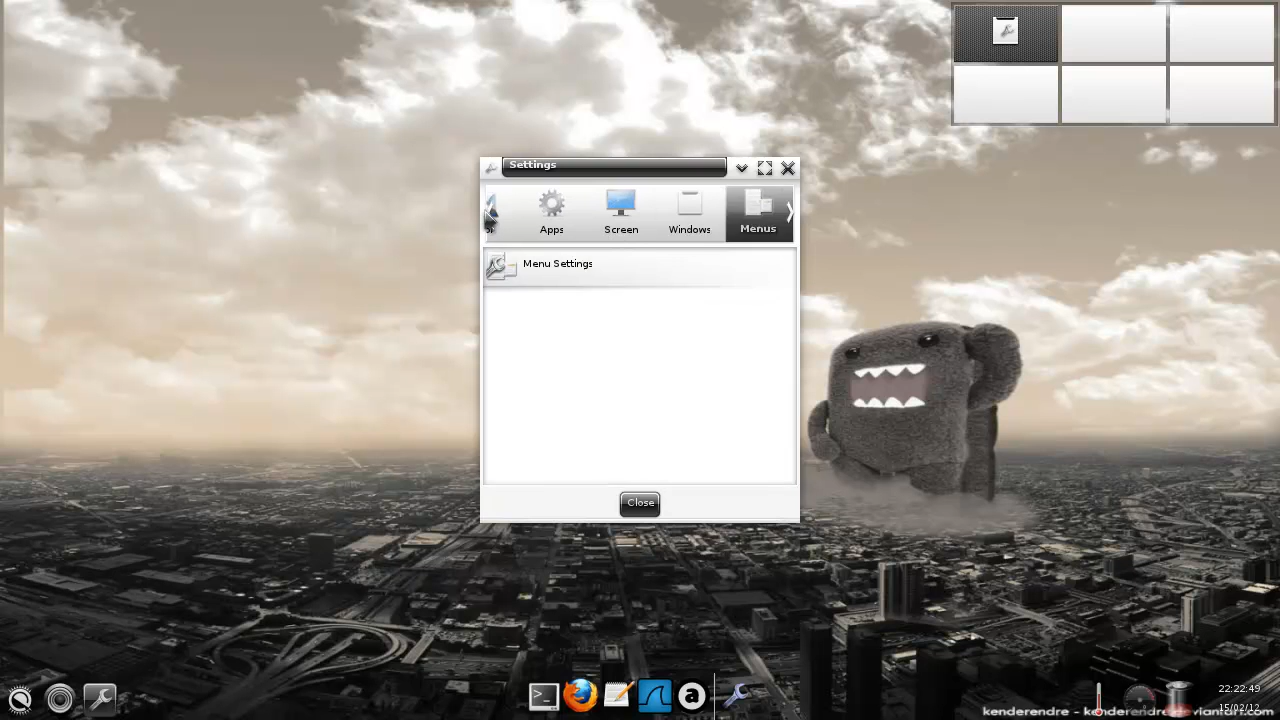 Settings
Apps
Screen
Windows
Menus
Menu Settings
Close
>_
a
22:22:49
15/02/12
kenderendre - kenderendre.deviantart.com